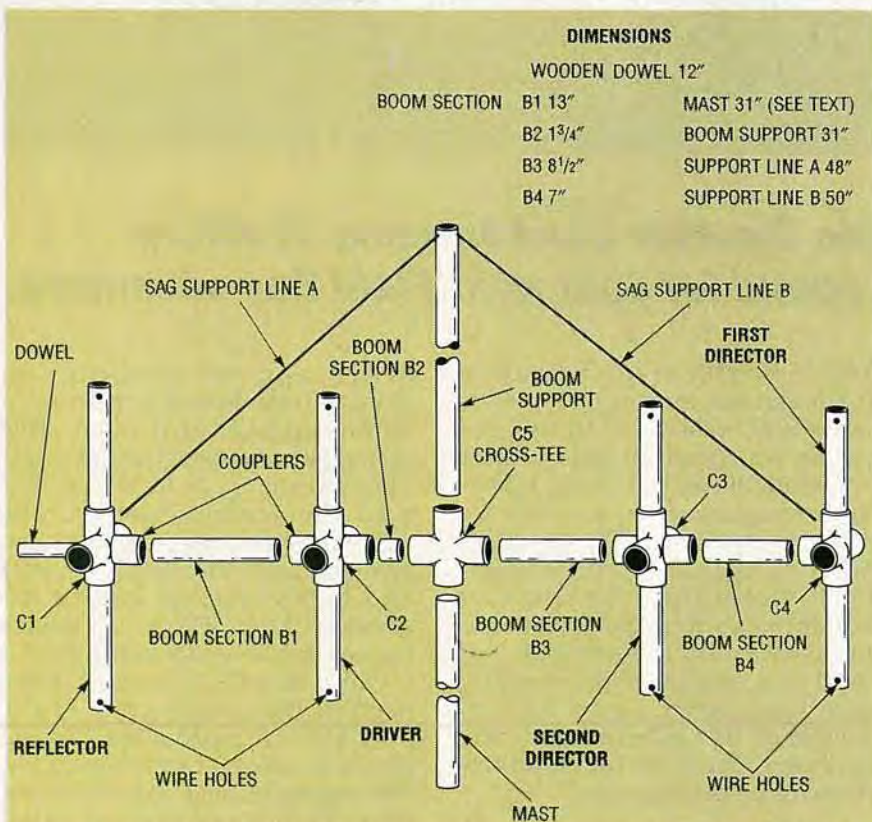 DIMENSIONS
WOODEN DOWEL 12"
BOOM SECTION B1 13" MAST 31" (SEE TEXT)
B2 1 3/4" BOOM SUPPORT 31"
B3 8 1/2" SUPPORT LINE A 48"
B4 7" SUPPORT LINE B 50"
SAG SUPPORT LINE A
SAG SUPPORT LINE B
DOWEL
BOOM
SECTION B2
FIRST
DIRECTOR
BOOM
SUPPORT
COUPLERS
C5
CROSS-TEE
C3
C1
BOOM SECTION B1
C2
BOOM SECTION
B3
BOOM SECTION
B4
C4
REFLECTOR
WIRE HOLES
DRIVER
MAST
SECOND
DIRECTOR
WIRE HOLES